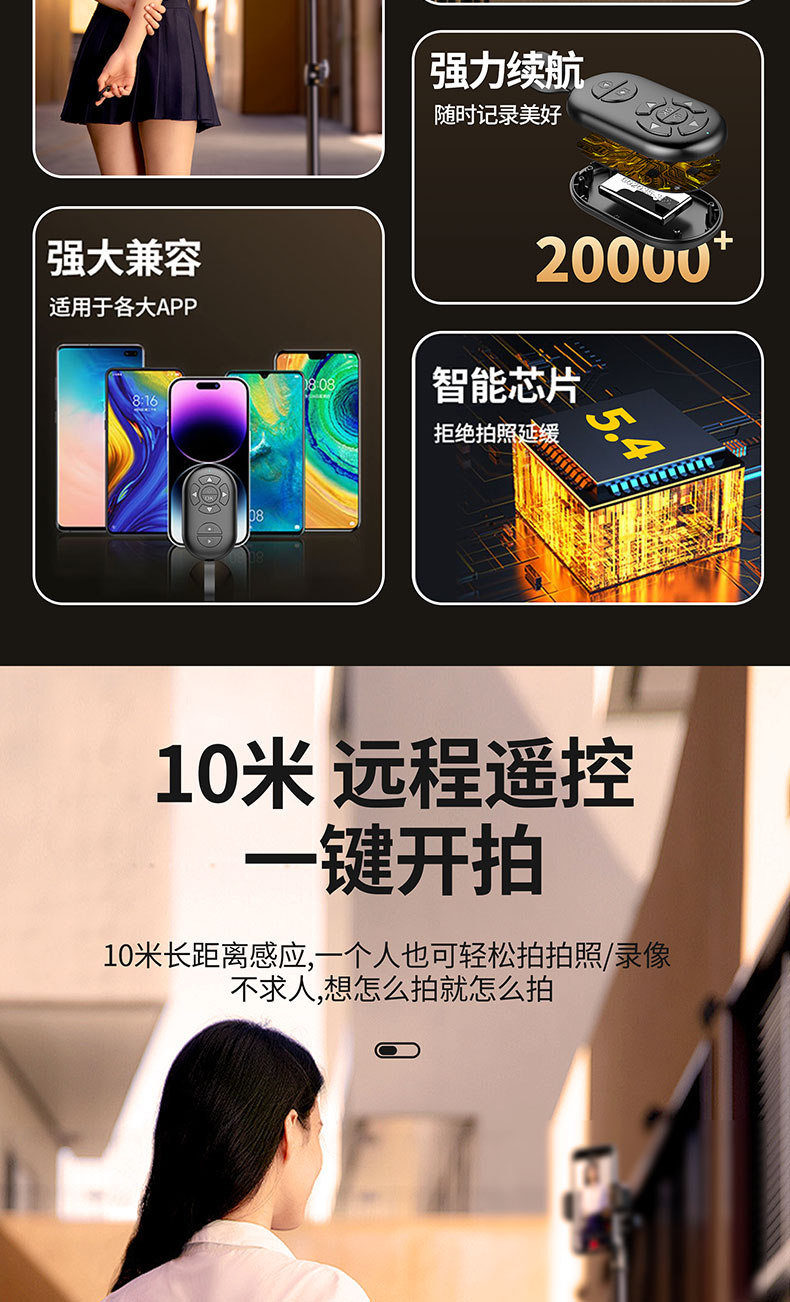 强力续航
随时记录美好
20000+
强大兼容
适用于各大APP
8:16
08:08
08
OK
智能芯片
拒绝拍照延缓
5.4
10米 远程遥控
一键开拍
10米长距离感应,一个人也可轻松拍拍照/录像
不求人,想怎么拍就怎么拍